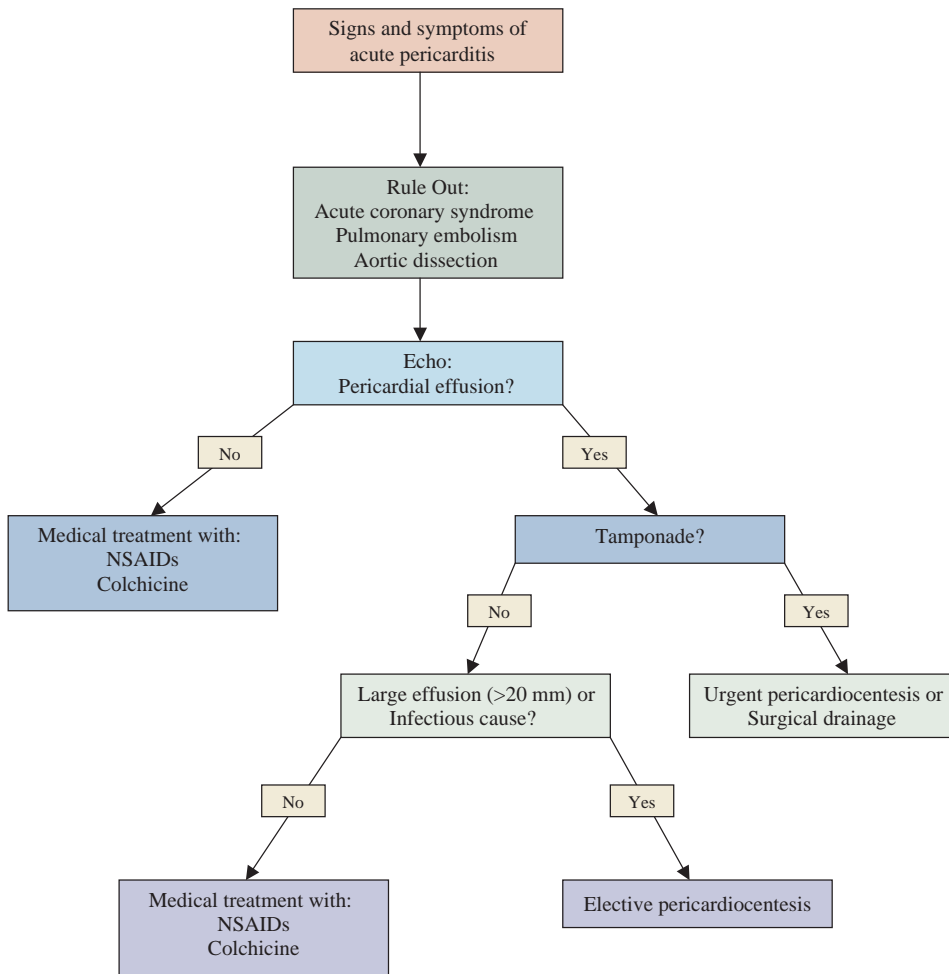 Signs and symptoms of
acute pericarditis
Rule Out:
Acute coronary syndrome
Pulmonary embolism
Aortic dissection
Echo:
Pericardial effusion?
No
Yes
Medical treatment with:
NSAIDs
Colchicine
Tamponade?
No
Yes
Large effusion (>20 mm) or
Infectious cause?
Urgent pericardiocentesis or
Surgical drainage
No
Yes
Medical treatment with:
NSAIDs
Colchicine
Elective pericardiocentesis